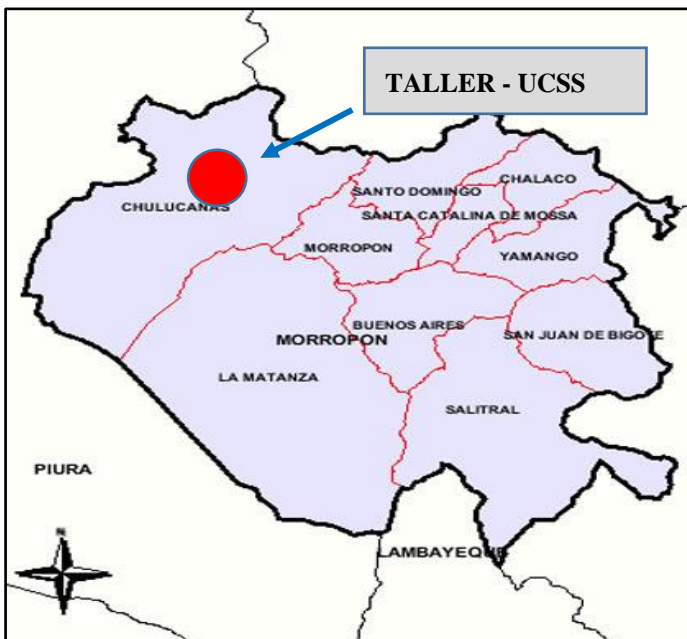 TALLER - UCSS
CHALACO
SANTO DOMINGO
CHULUCANAS
SANTA CATALINA DE MOSSA
MORROPON
YAMANGO
BUENOS AIRES
SAN JUAN DE BIGOTE
MORROPON
LA MATANZA
SALITRAL
PIURA
N
LAMBAYEQUE